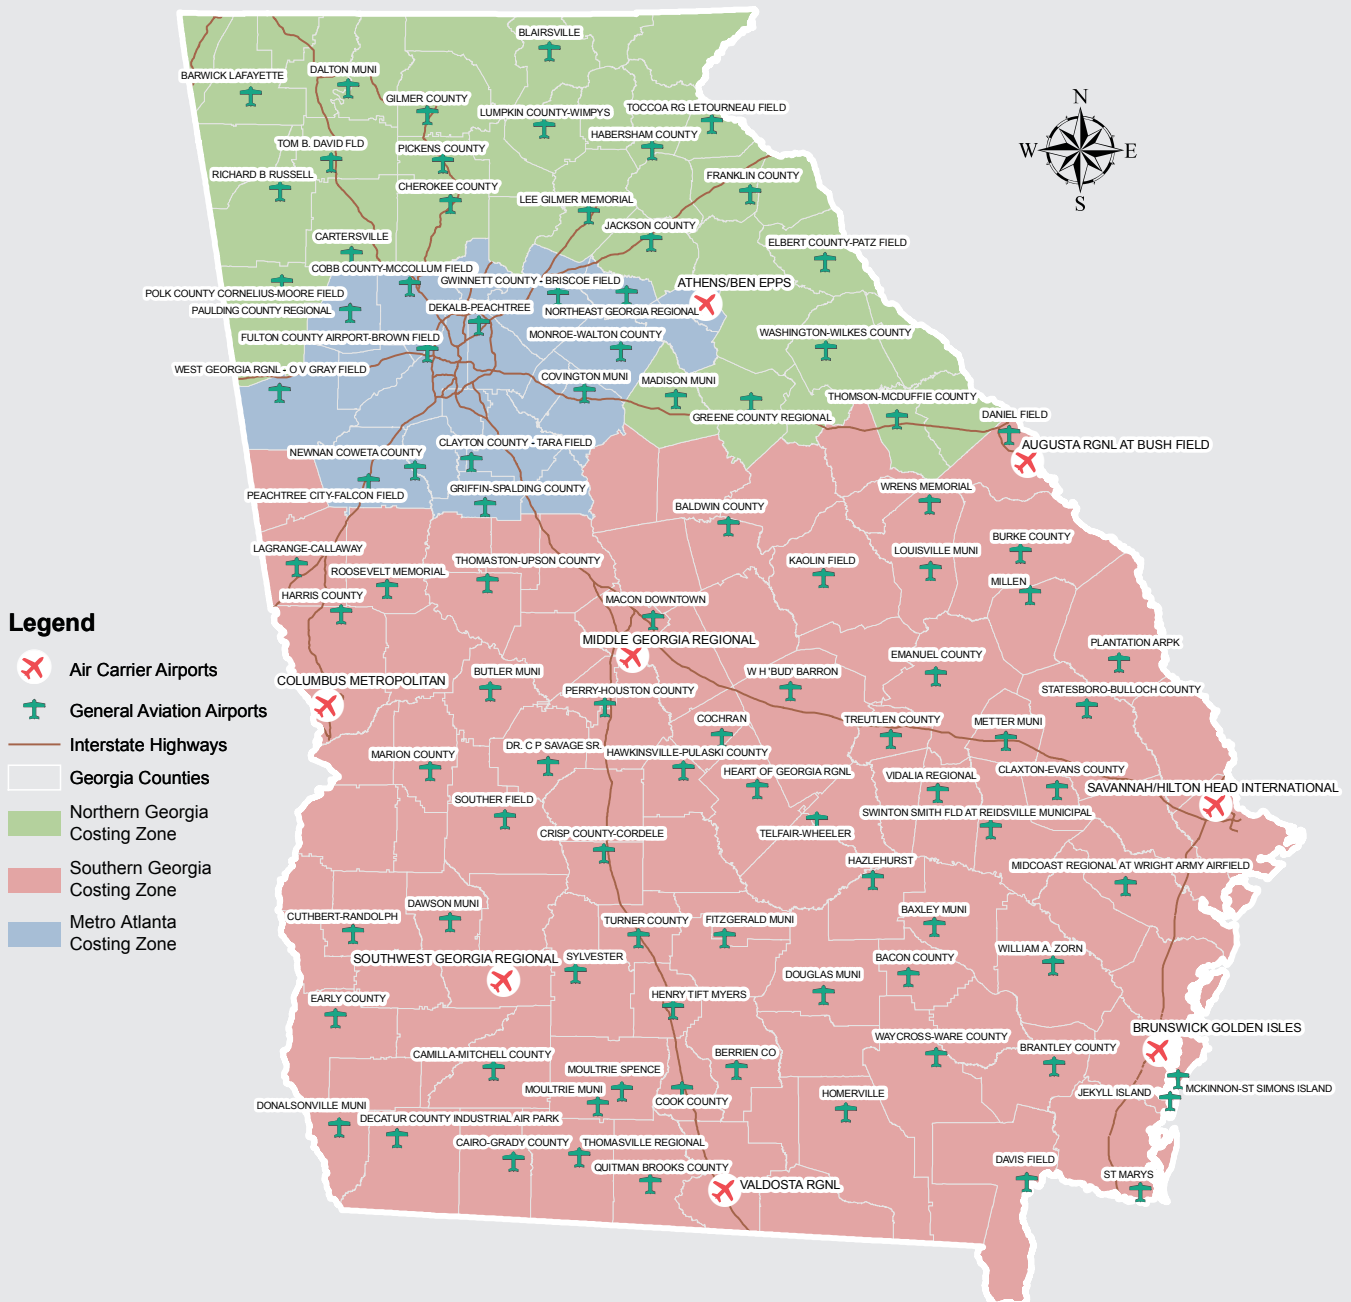 BLAIRSVILLE
DALTON MUNI
BARWICK LAFAYETTE
N
GILMER COUNTY
LUMPKIN COUNTY-WIMPYS
TOCCOA RG LETOURNEAU FIELD
HABERSHAM COUNTY
TOM B. DAVID FLD
PICKENS COUNTY
W
E
RICHARD B RUSSELL
FRANKLIN COUNTY
CHEROKEE COUNTY
LEE GILMER MEMORIAL
S
JACKSON COUNTY
CARTERSVILLE
ELBERT COUNTY-PATZ FIELD
COBB COUNTY-MCCOLLUM FIELD
GWINNETT COUNTY - BRISCOE FIELD
ATHENS/BEN EPPS
POLK COUNTY CORNELIUS-MOORE FIELD
PAULDING COUNTY REGIONAL
DEKALB-PEACHTREE
NORTHEAST GEORGIA REGIONAL
FULTON COUNTY AIRPORT-BROWN FIELD
MONROE-WALTON COUNTY
WASHINGTON-WILKES COUNTY
WEST GEORGIA RGNL - O V GRAY FIELD
COVINGTON MUNI
MADISON MUNI
THOMSON-MCDUFFIE COUNTY
GREENE COUNTY REGIONAL
DANIEL FIELD
CLAYTON COUNTY - TARA FIELD
AUGUSTA RGNL AT BUSH FIELD
NEWNAN COWETA COUNTY
PEACHTREE CITY-FALCON FIELD
GRIFFIN-SPALDING COUNTY
WRENS MEMORIAL
BALDWIN COUNTY
BURKE COUNTY
LAGRANGE-CALLAWAY
LOUISVILLE MUNI
THOMASTON-UPSON COUNTY
KAOLIN FIELD
ROOSEVELT MEMORIAL
MILLEN
HARRIS COUNTY
MACON DOWNTOWN
Legend
MIDDLE GEORGIA REGIONAL
PLANTATION ARPK
EMANUEL COUNTY
Air Carrier Airports
BUTLER MUNI
W H 'BUD' BARRON
COLUMBUS METROPOLITAN
PERRY-HOUSTON COUNTY
STATESBORO-BULLOCH COUNTY
General Aviation Airports
COCHRAN
TREUTLEN COUNTY
METTER MUNI
Interstate Highways
DR. C P SAVAGE SR.
HAWKINSVILLE-PULASKI COUNTY
MARION COUNTY
HEART OF GEORGIA RGNL
VIDALIA REGIONAL
CLAXTON-EVANS COUNTY
Georgia Counties
SAVANNAH/HILTON HEAD INTERNATIONAL
SOUTHER FIELD
Northern Georgia
Costing Zone
SWINTON SMITH FLD AT REIDSVILLE MUNICIPAL
CRISP COUNTY-CORDELE
TELFAIR-WHEELER
HAZLEHURST
MIDCOAST REGIONAL AT WRIGHT ARMY AIRFIELD
Southern Georgia
Costing Zone
DAWSON MUNI
BAXLEY MUNI
CUTHBERT-RANDOLPH
TURNER COUNTY
FITZGERALD MUNI
Metro Atlanta
Costing Zone
WILLIAM A. ZORN
SOUTHWEST GEORGIA REGIONAL
SYLVESTER
BACON COUNTY
DOUGLAS MUNI
EARLY COUNTY
HENRY TIFT MYERS
BRUNSWICK GOLDEN ISLES
WAYCROSS-WARE COUNTY
BRANTLEY COUNTY
CAMILLA-MITCHELL COUNTY
BERRIEN CO
MOULTRIE SPENCE
MOULTRIE MUNI
COOK COUNTY
HOMERVILLE
JEKYLL ISLAND
MCKINNON-ST SIMONS ISLAND
DONALSONVILLE MUNI
DECATUR COUNTY INDUSTRIAL AIR PARK
CAIRO-GRADY COUNTY
THOMASVILLE REGIONAL
QUITMAN BROOKS COUNTY
DAVIS FIELD
ST MARYS
VALDOSTA RGNL